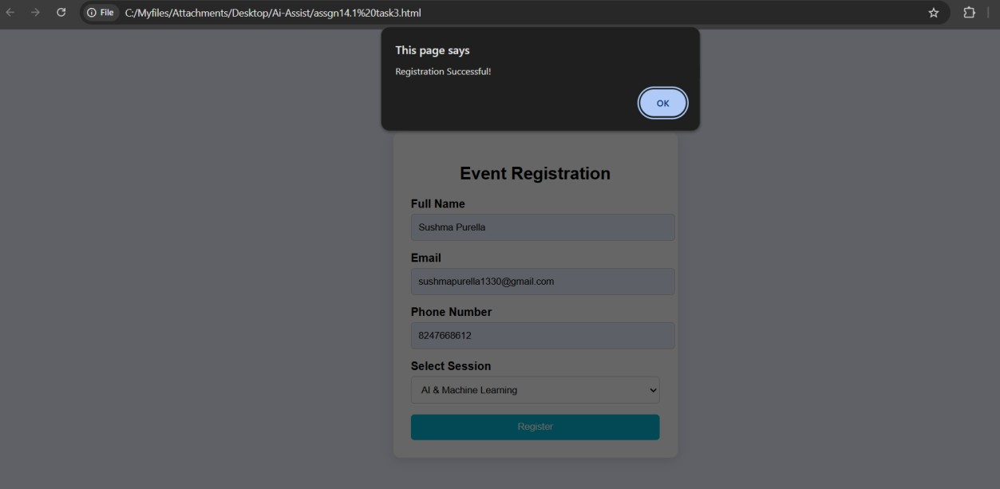 File C:/Myfiles/Attachments/Desktop/Ai-Assist/assgn14.1%20task3.html
This page says
Registration Successful!
OK
Event Registration
Full Name
Sushma Purella
Email
sushmapurella1330@gmail.com
Phone Number
8247668612
Select Session
AI & Machine Learning
Register